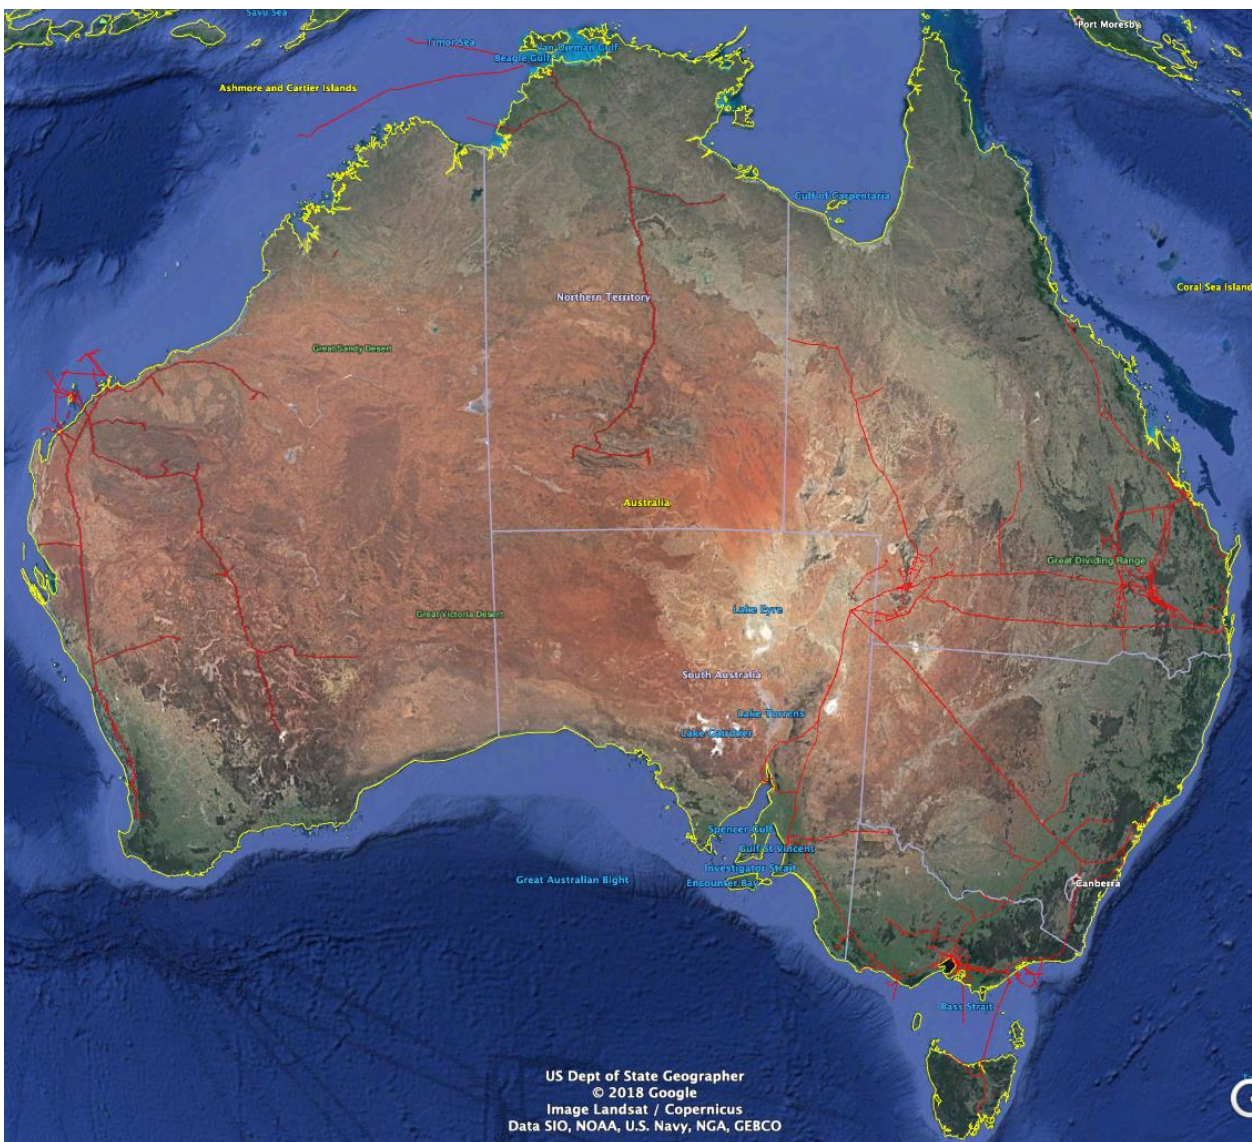 Savu Sea
Port Moresby
Timor Sea
Van Dieman Gulf
Beagle Gulf
Ashmore and Cartier Islands
Gulf of Carpentaria
Coral Sea Island
Northern Territory
Great Sandy Desert
Australia
Great Dividing Range
Lake Eyre
Great Victoria Desert
South Australia
Lake Torrens
Lake Gairdner
Spencer Gulf
Gulf St Vincent
Investigator Strait
Encounter Bay
Great Australian Bight
Canberra
Bass Strait
US Dept of State Geographer
© 2018 Google
Image Landsat / Copernicus
Data SIO, NOAA, U.S. Navy, NGA, GEBCO